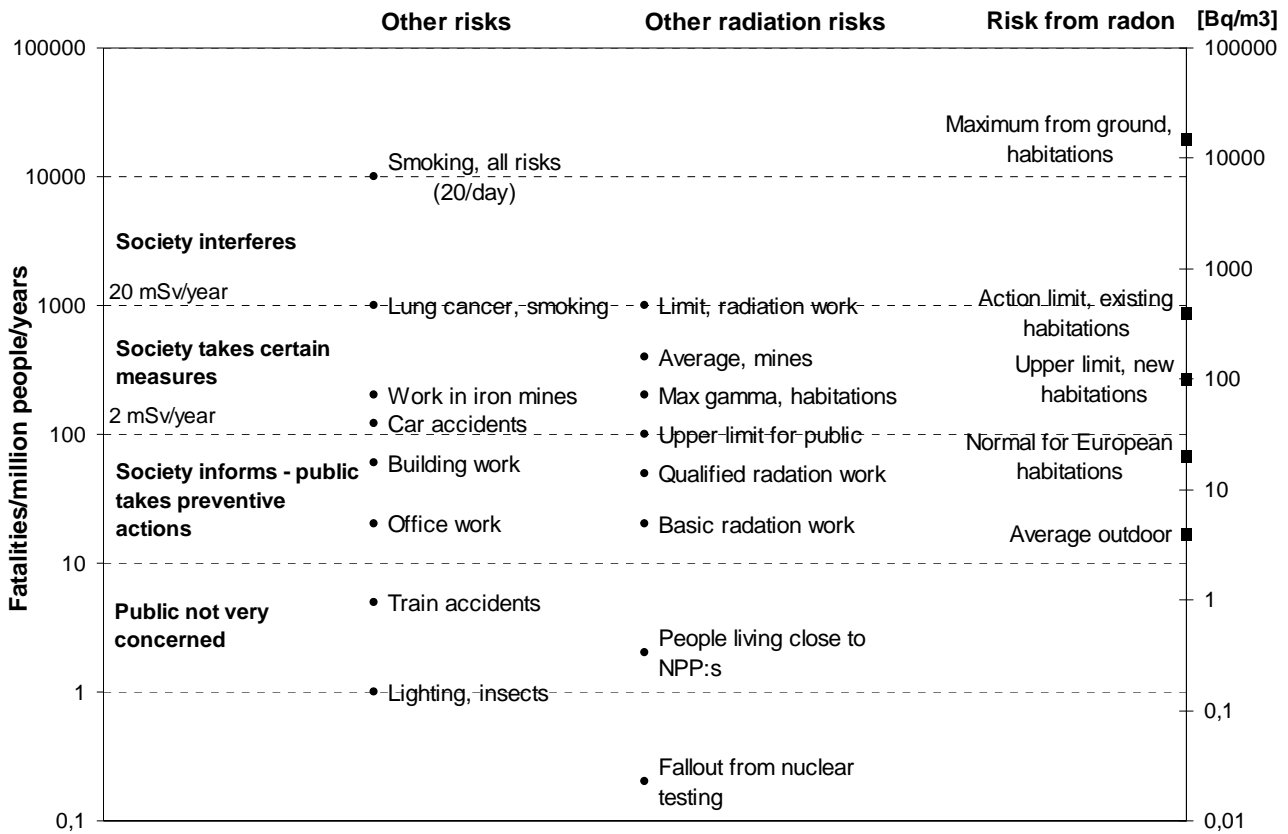 Other risks
Other radiation risks
Risk from radon
[Bq/m3]
Fatalities/million people/years
100000
10000
1000
100
10
1
0,1
Society interferes
20 mSv/year
Society takes certain
measures
2 mSv/year
Society informs - public
takes preventive
actions
Public not very
concerned
Smoking, all risks
(20/day)
Lung cancer, smoking
Work in iron mines
Car accidents
Building work
Office work
Train accidents
Lighting, insects
Limit, radiation work
Average, mines
Max gamma, habitations
Upper limit for public
Qualified radation work
Basic radation work
People living close to
NPP:s
Fallout from nuclear
testing
Maximum from ground,
habitations
Action limit, existing
habitations
Upper limit, new
habitations
Normal for European
habitations
Average outdoor
100000
10000
1000
100
10
1
0,1
0,01